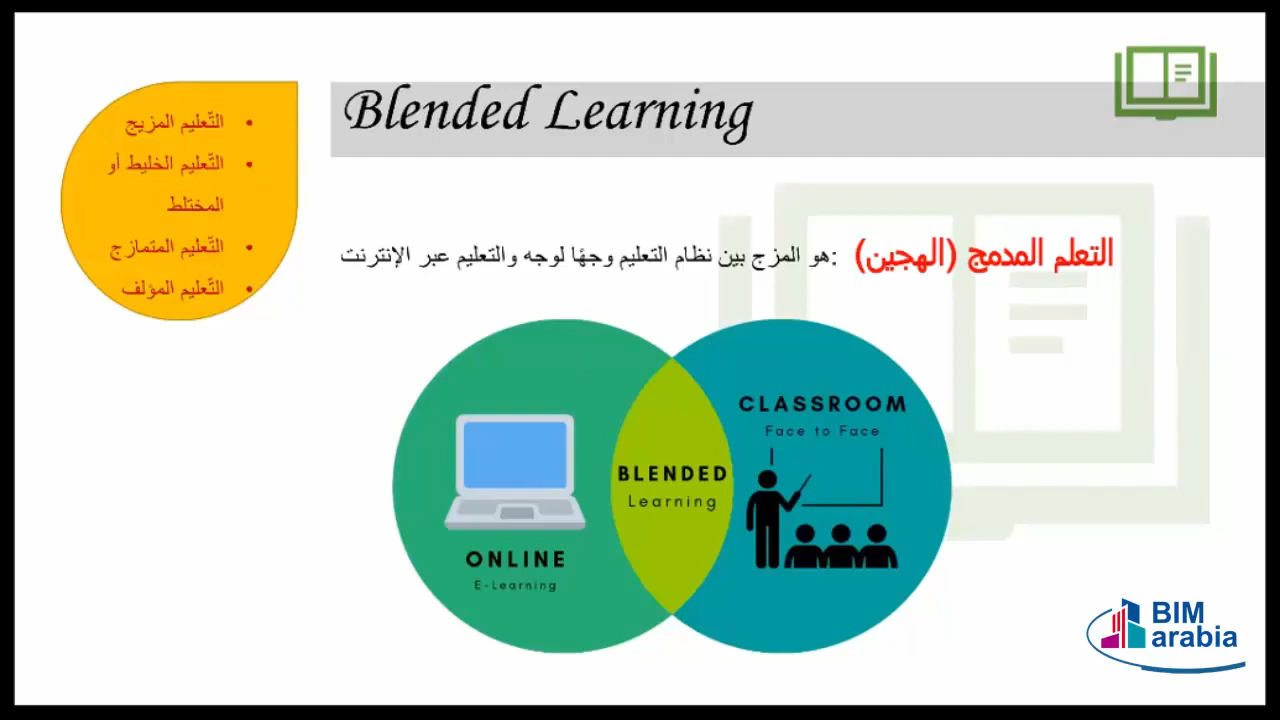 Blended Learning
• التّعليم المزيج
• التّعليم الخليط أو
المختلط
• التّعليم المتمازج
• التّعليم المؤلف
التعلم المدمج (الهجين) :هو المزج بين نظام التعليم وجهًا لوجه والتعليم عبر الإنترنت
CLASSROOM
Face to Face
BLENDED
Learning
ONLINE
E-Learning
BIM
arabia